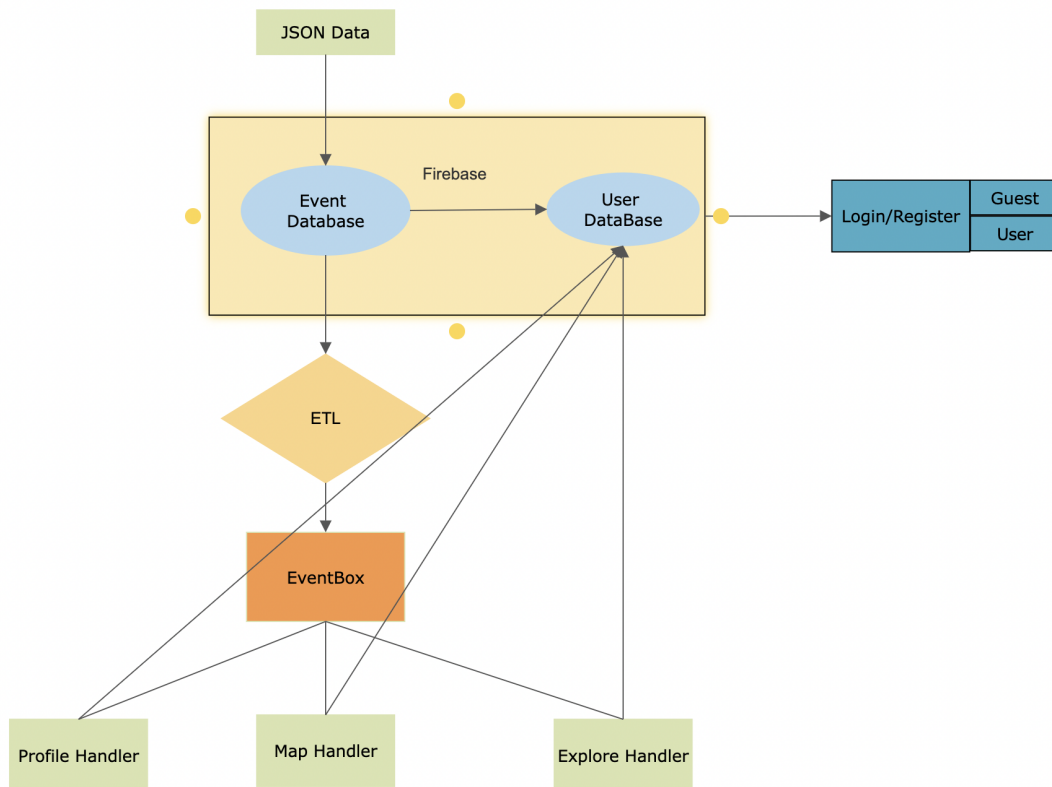 JSON Data
Firebase
Event
Database
User
DataBase
Login/Register
Guest
User
ETL
EventBox
Profile Handler
Map Handler
Explore Handler